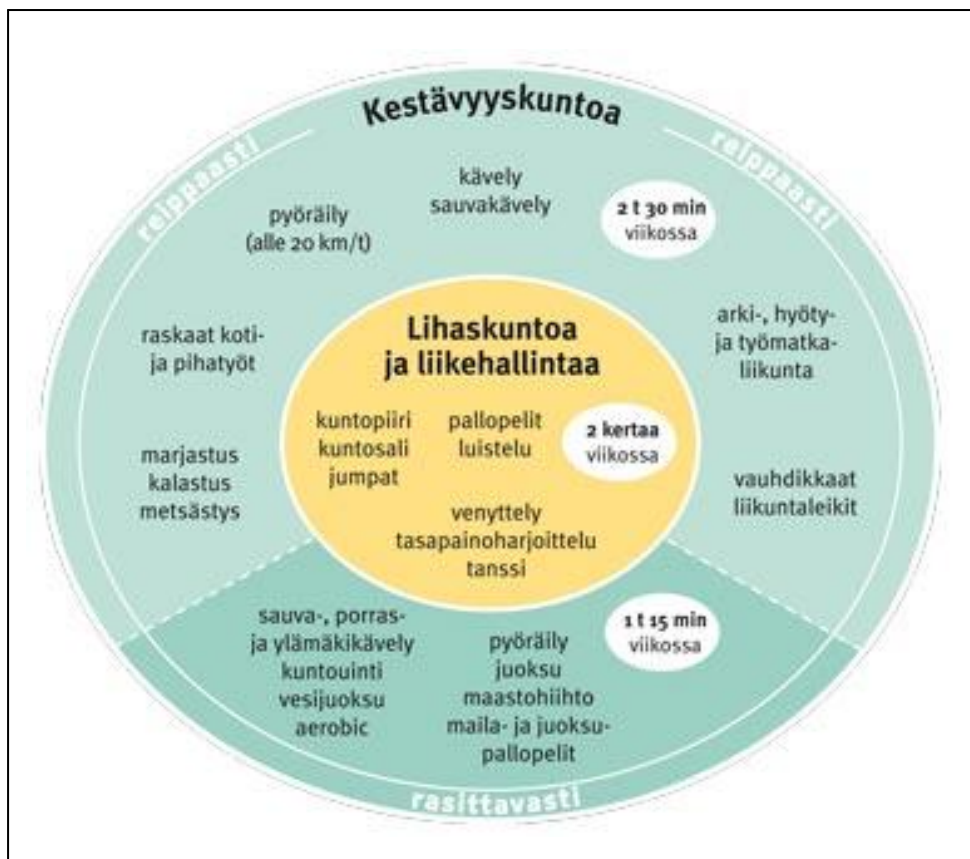 Kestävyyskuntoa
reippaasti
reippaasti
kävely
sauvakävely
2 t 30 min
viikossa
pyöräily
(alle 20 km/t)
raskaat koti-
ja pihatyöt
arki-, hyöty-
ja työmatka-
liikunta
marjastus
kalastus
metsästys
vauhdikkaat
liikuntaleikit
Lihaskuntoa
ja liikehallintaa
kuntopiiri
kuntosali
jumpat
pallopelit
luistelu
2 kertaa
viikossa
venyttely
tasapainoharjoittelu
tanssi
sauva-, porras-
ja ylämäkikävely
kuntouinti
vesijuoksu
aerobic
pyöräily
juoksu
maastohiihto
maila- ja juoksu-
pallopelit
1 t 15 min
viikossa
rasittavasti